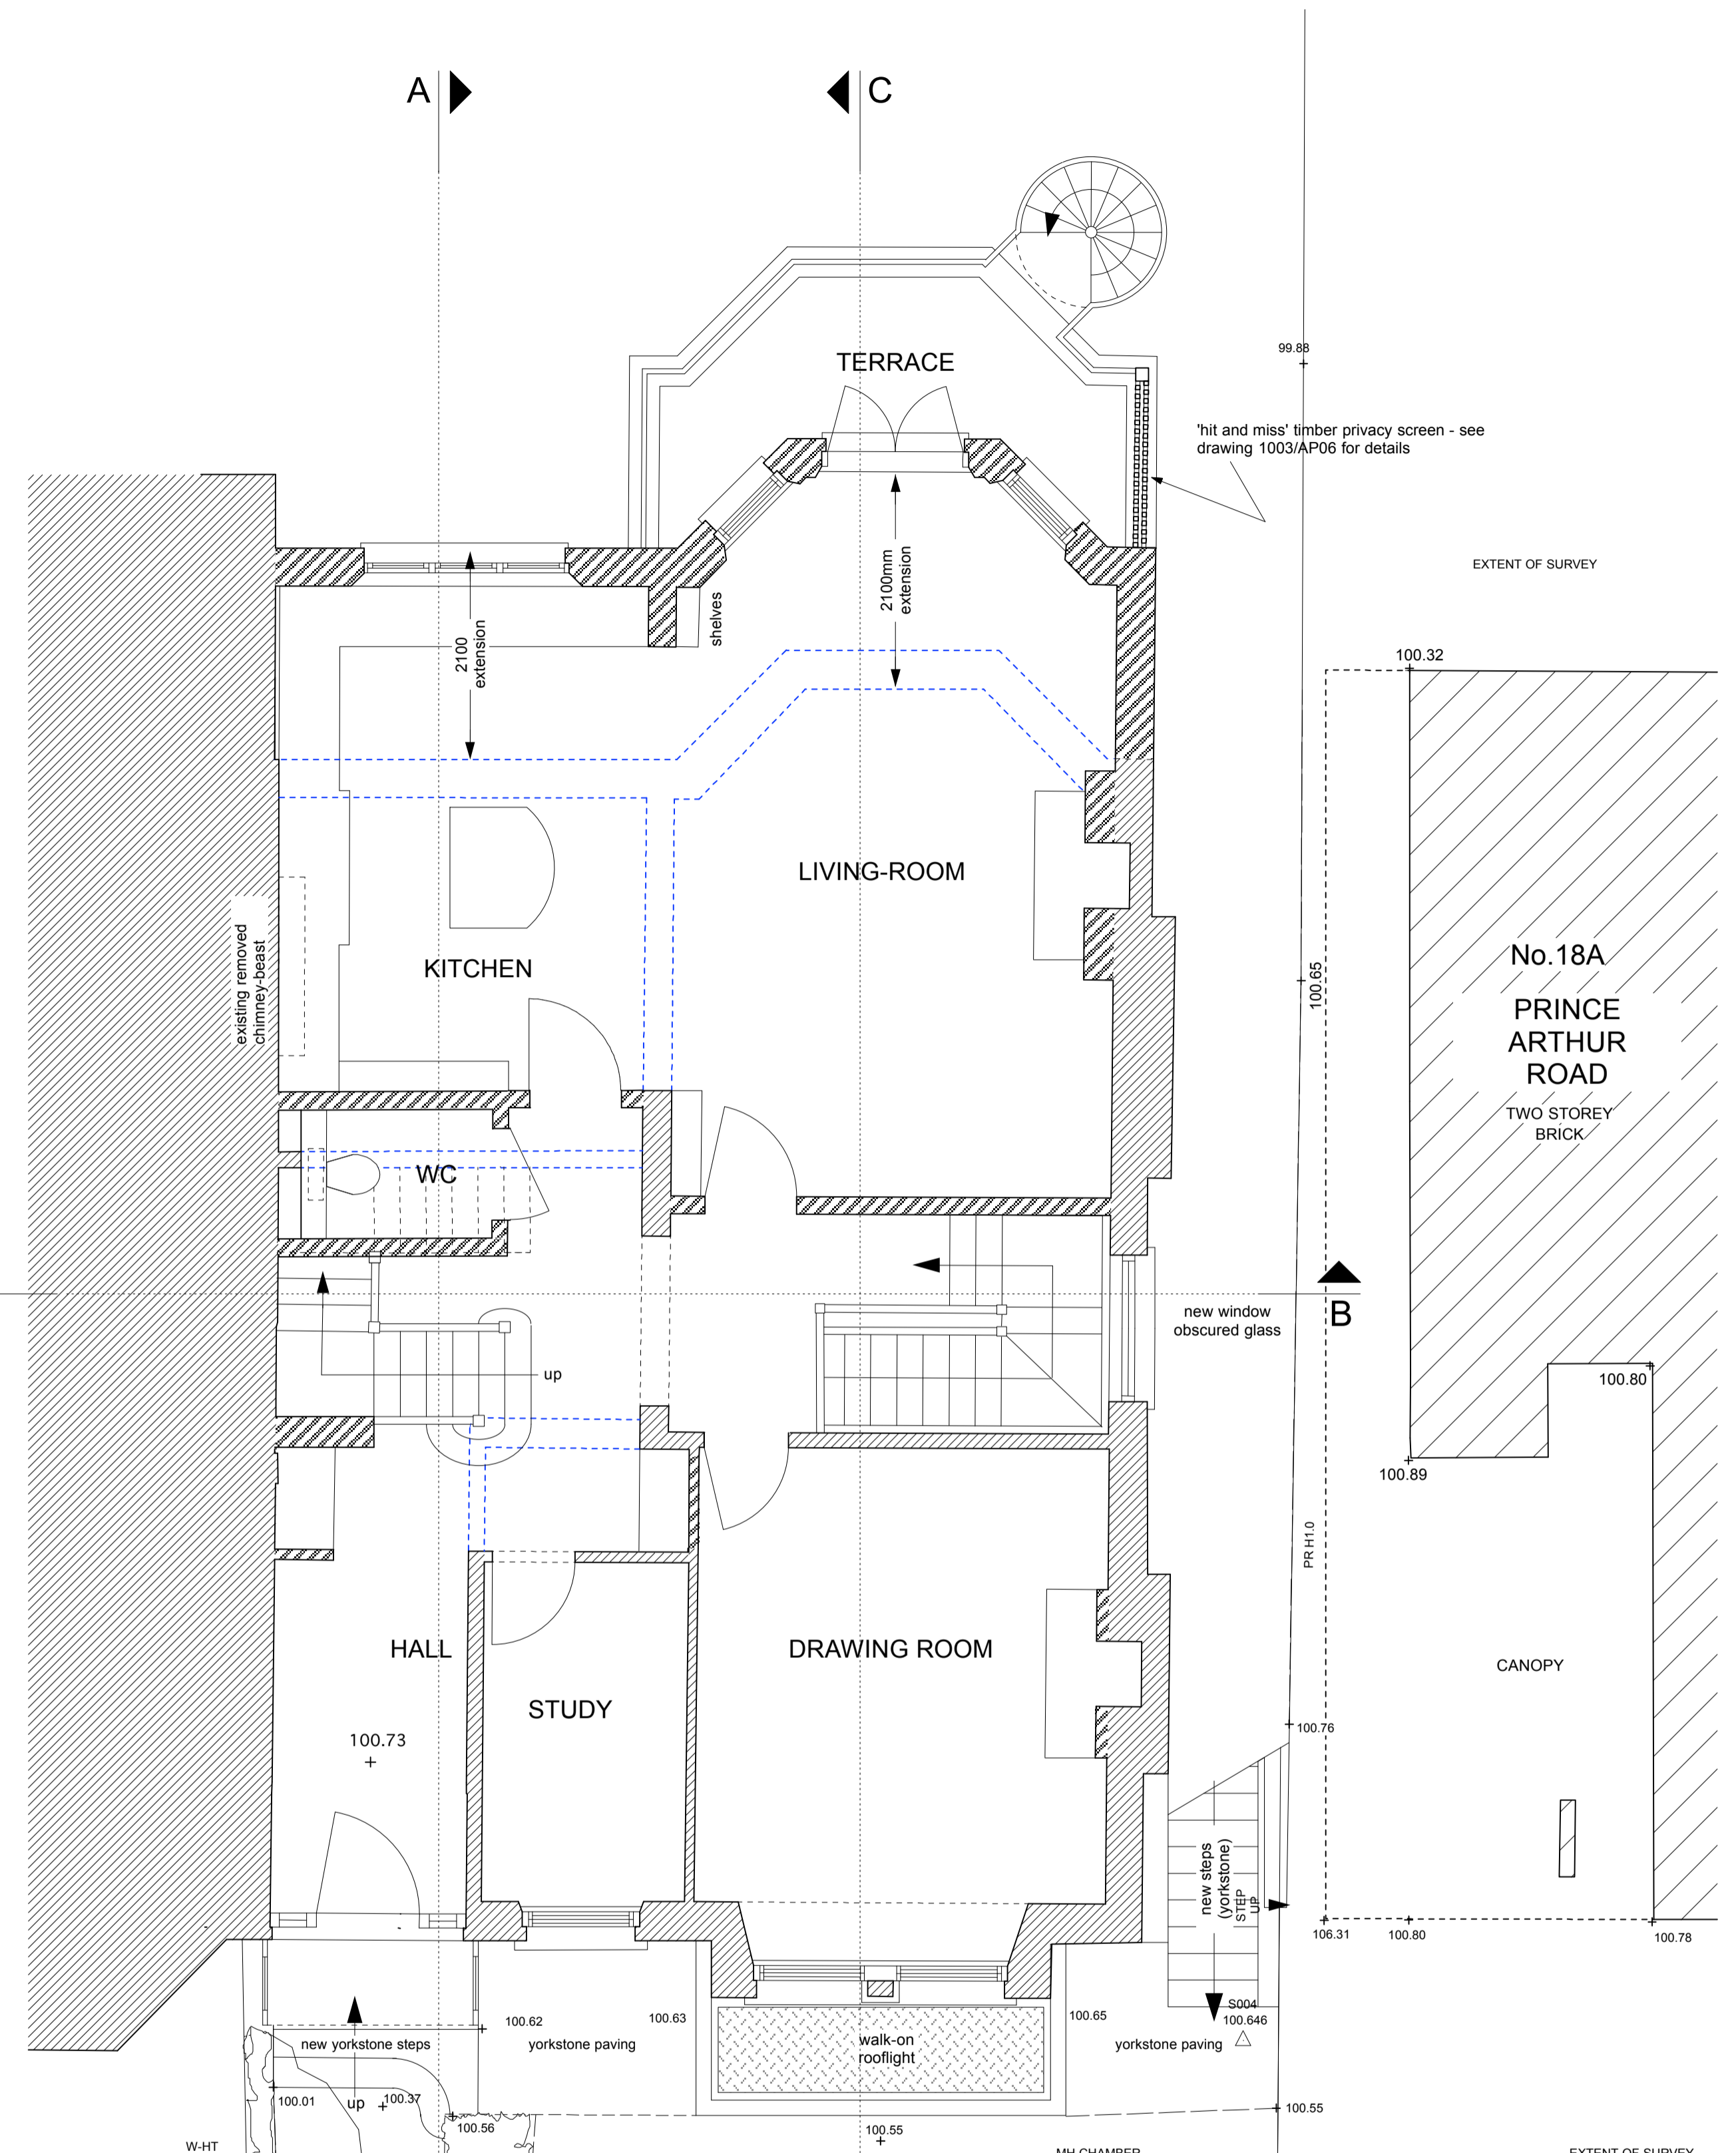 A
C
TERRACE
99.88
'hit and miss' timber privacy screen - see
drawing 1003/AP06 for details
EXTENT OF SURVEY
2100mm
extension
shelves
2100
extension
100.32
LIVING-ROOM
existing removed
chimney-beast
KITCHEN
No.18A
100.65
PRINCE
ARTHUR
ROAD
TWO STOREY
BRICK
WC
new window
obscured glass
B
up
100.80
100.89
PR H1.0
HALL
DRAWING ROOM
CANOPY
STUDY
100.73
100.76
new steps
(yorkstone)
STEP
UP
106.31
100.80
100.78
S004
100.646
100.62
100.63
100.65
new yorkstone steps
yorkstone paving
walk-on
rooflight
yorkstone paving
100.01
up
100.37
100.56
100.55
100.55
W-HT
MH CHAMBER
EXTENT OF SURVEY